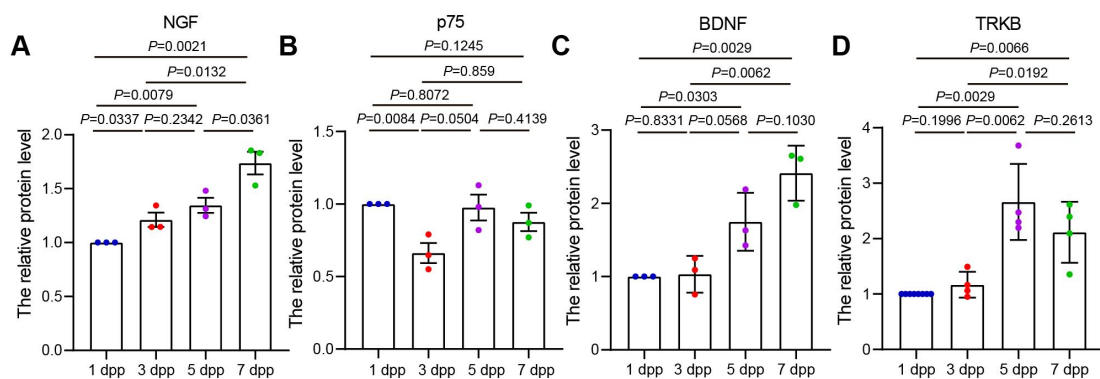 A
NGF
P=0.0021
P=0.0132
P=0.0079
P=0.0337 P=0.2342 P=0.0361
The relative protein level
2.0
1.5
1.0
0.5
0.0
1 dpp 3 dpp 5 dpp 7 dpp
B
p75
P=0.1245
P=0.859
P=0.8072
P=0.0084 P=0.0504 P=0.4139
The relative protein level
1.5
1.0
0.5
0.0
1 dpp 3 dpp 5 dpp 7 dpp
C
BDNF
P=0.0029
P=0.0062
P=0.0303
P=0.8331 P=0.0568 P=0.1030
The relative protein level
3
2
1
0
1 dpp 3 dpp 5 dpp 7 dpp
D
TRKB
P=0.0066
P=0.0192
P=0.0029
P=0.1996 P=0.0062 P=0.2613
The relative protein level
4
3
2
1
0
1 dpp 3 dpp 5 dpp 7 dpp